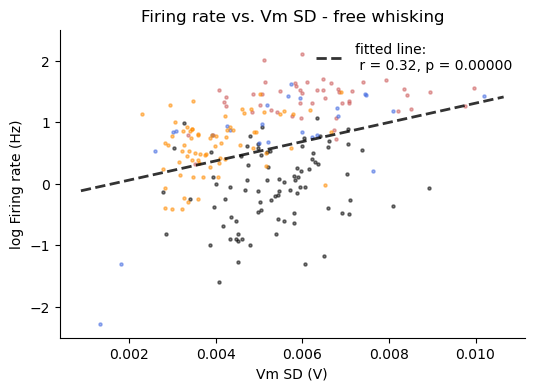 Firing rate vs. Vm SD - free whisking
fitted line:
r = 0.32, p = 0.00000
log Firing rate (Hz)
2
1
0
−1
−2
0.002 0.004 0.006 0.008 0.010
Vm SD (V)